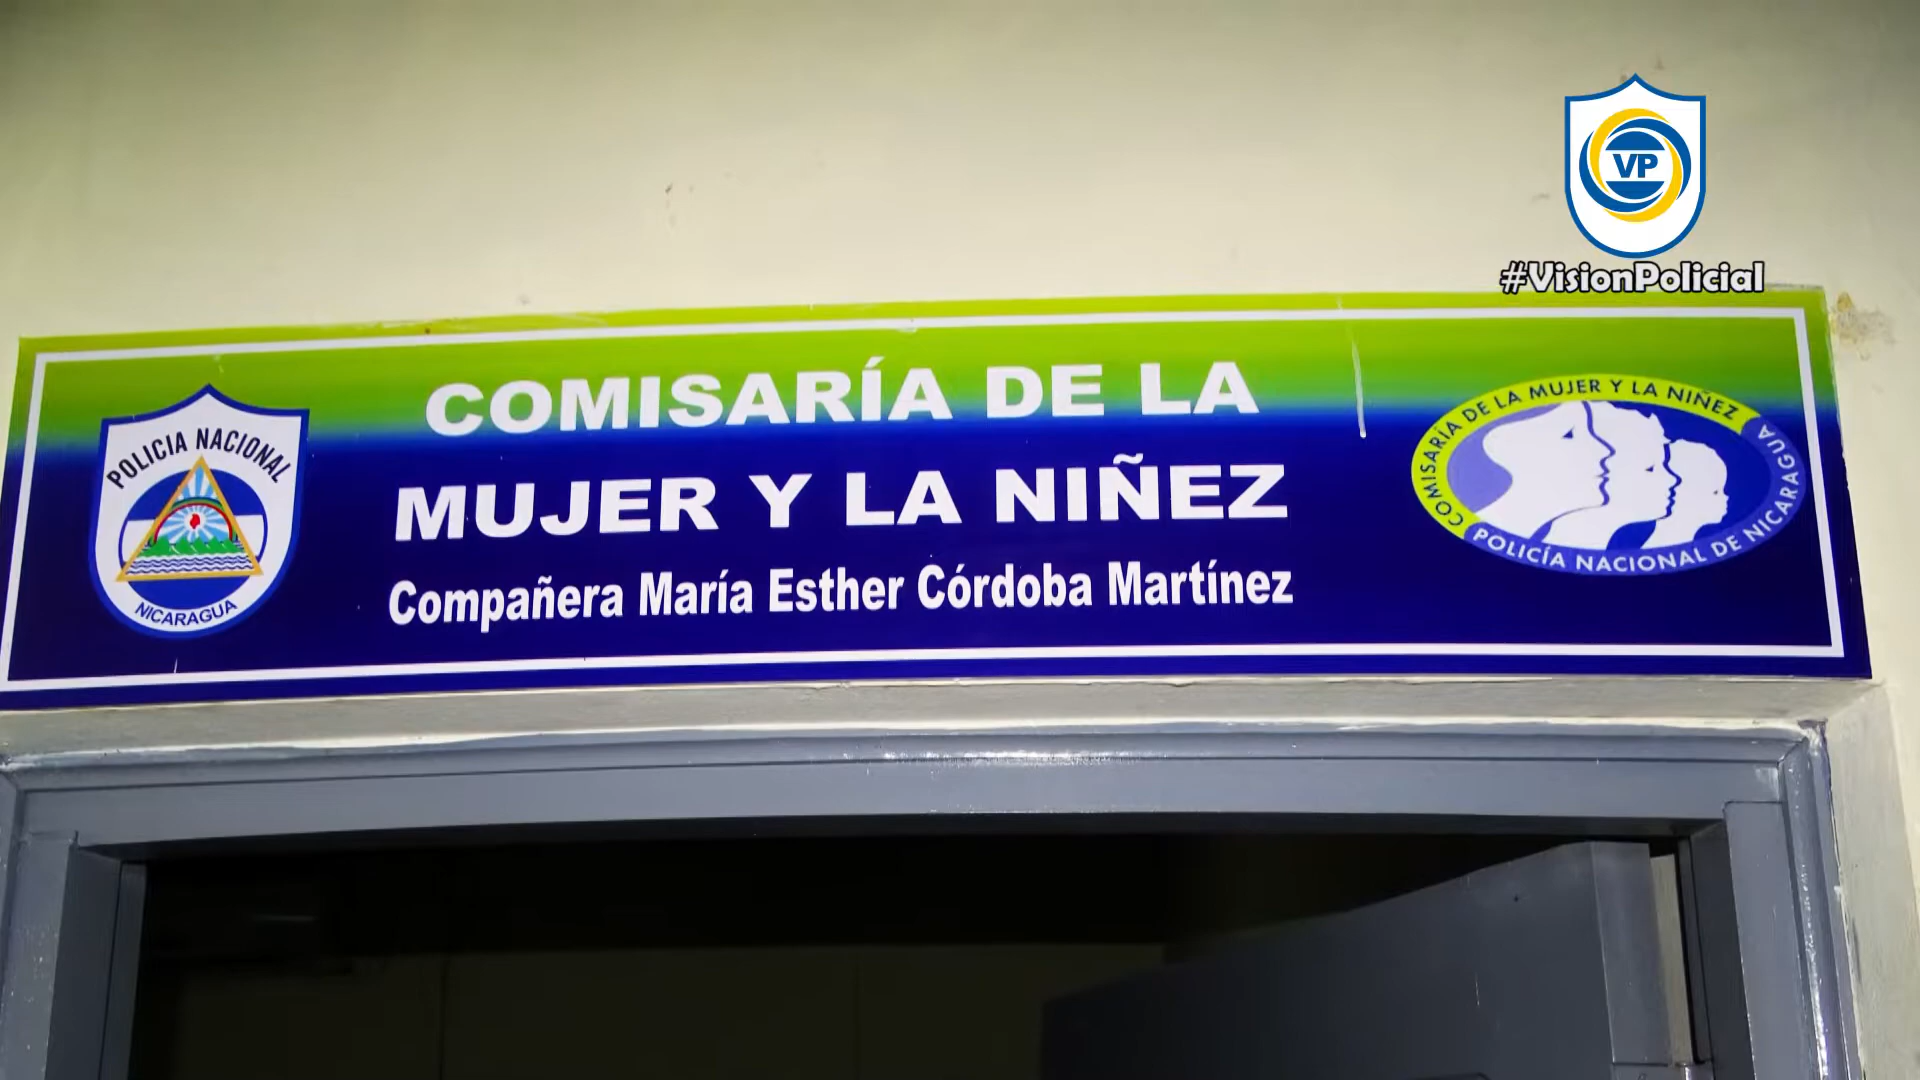 VP
#VisionPolicial
COMISARÍA DE LA
MUJER Y LA NIÑEZ
Compañera María Esther Córdoba Martínez
POLICIA NACIONAL
NICARAGUA
COMISARÍA DE LA MUJER Y LA NIÑEZ
POLICÍA NACIONAL DE NICARAGUA